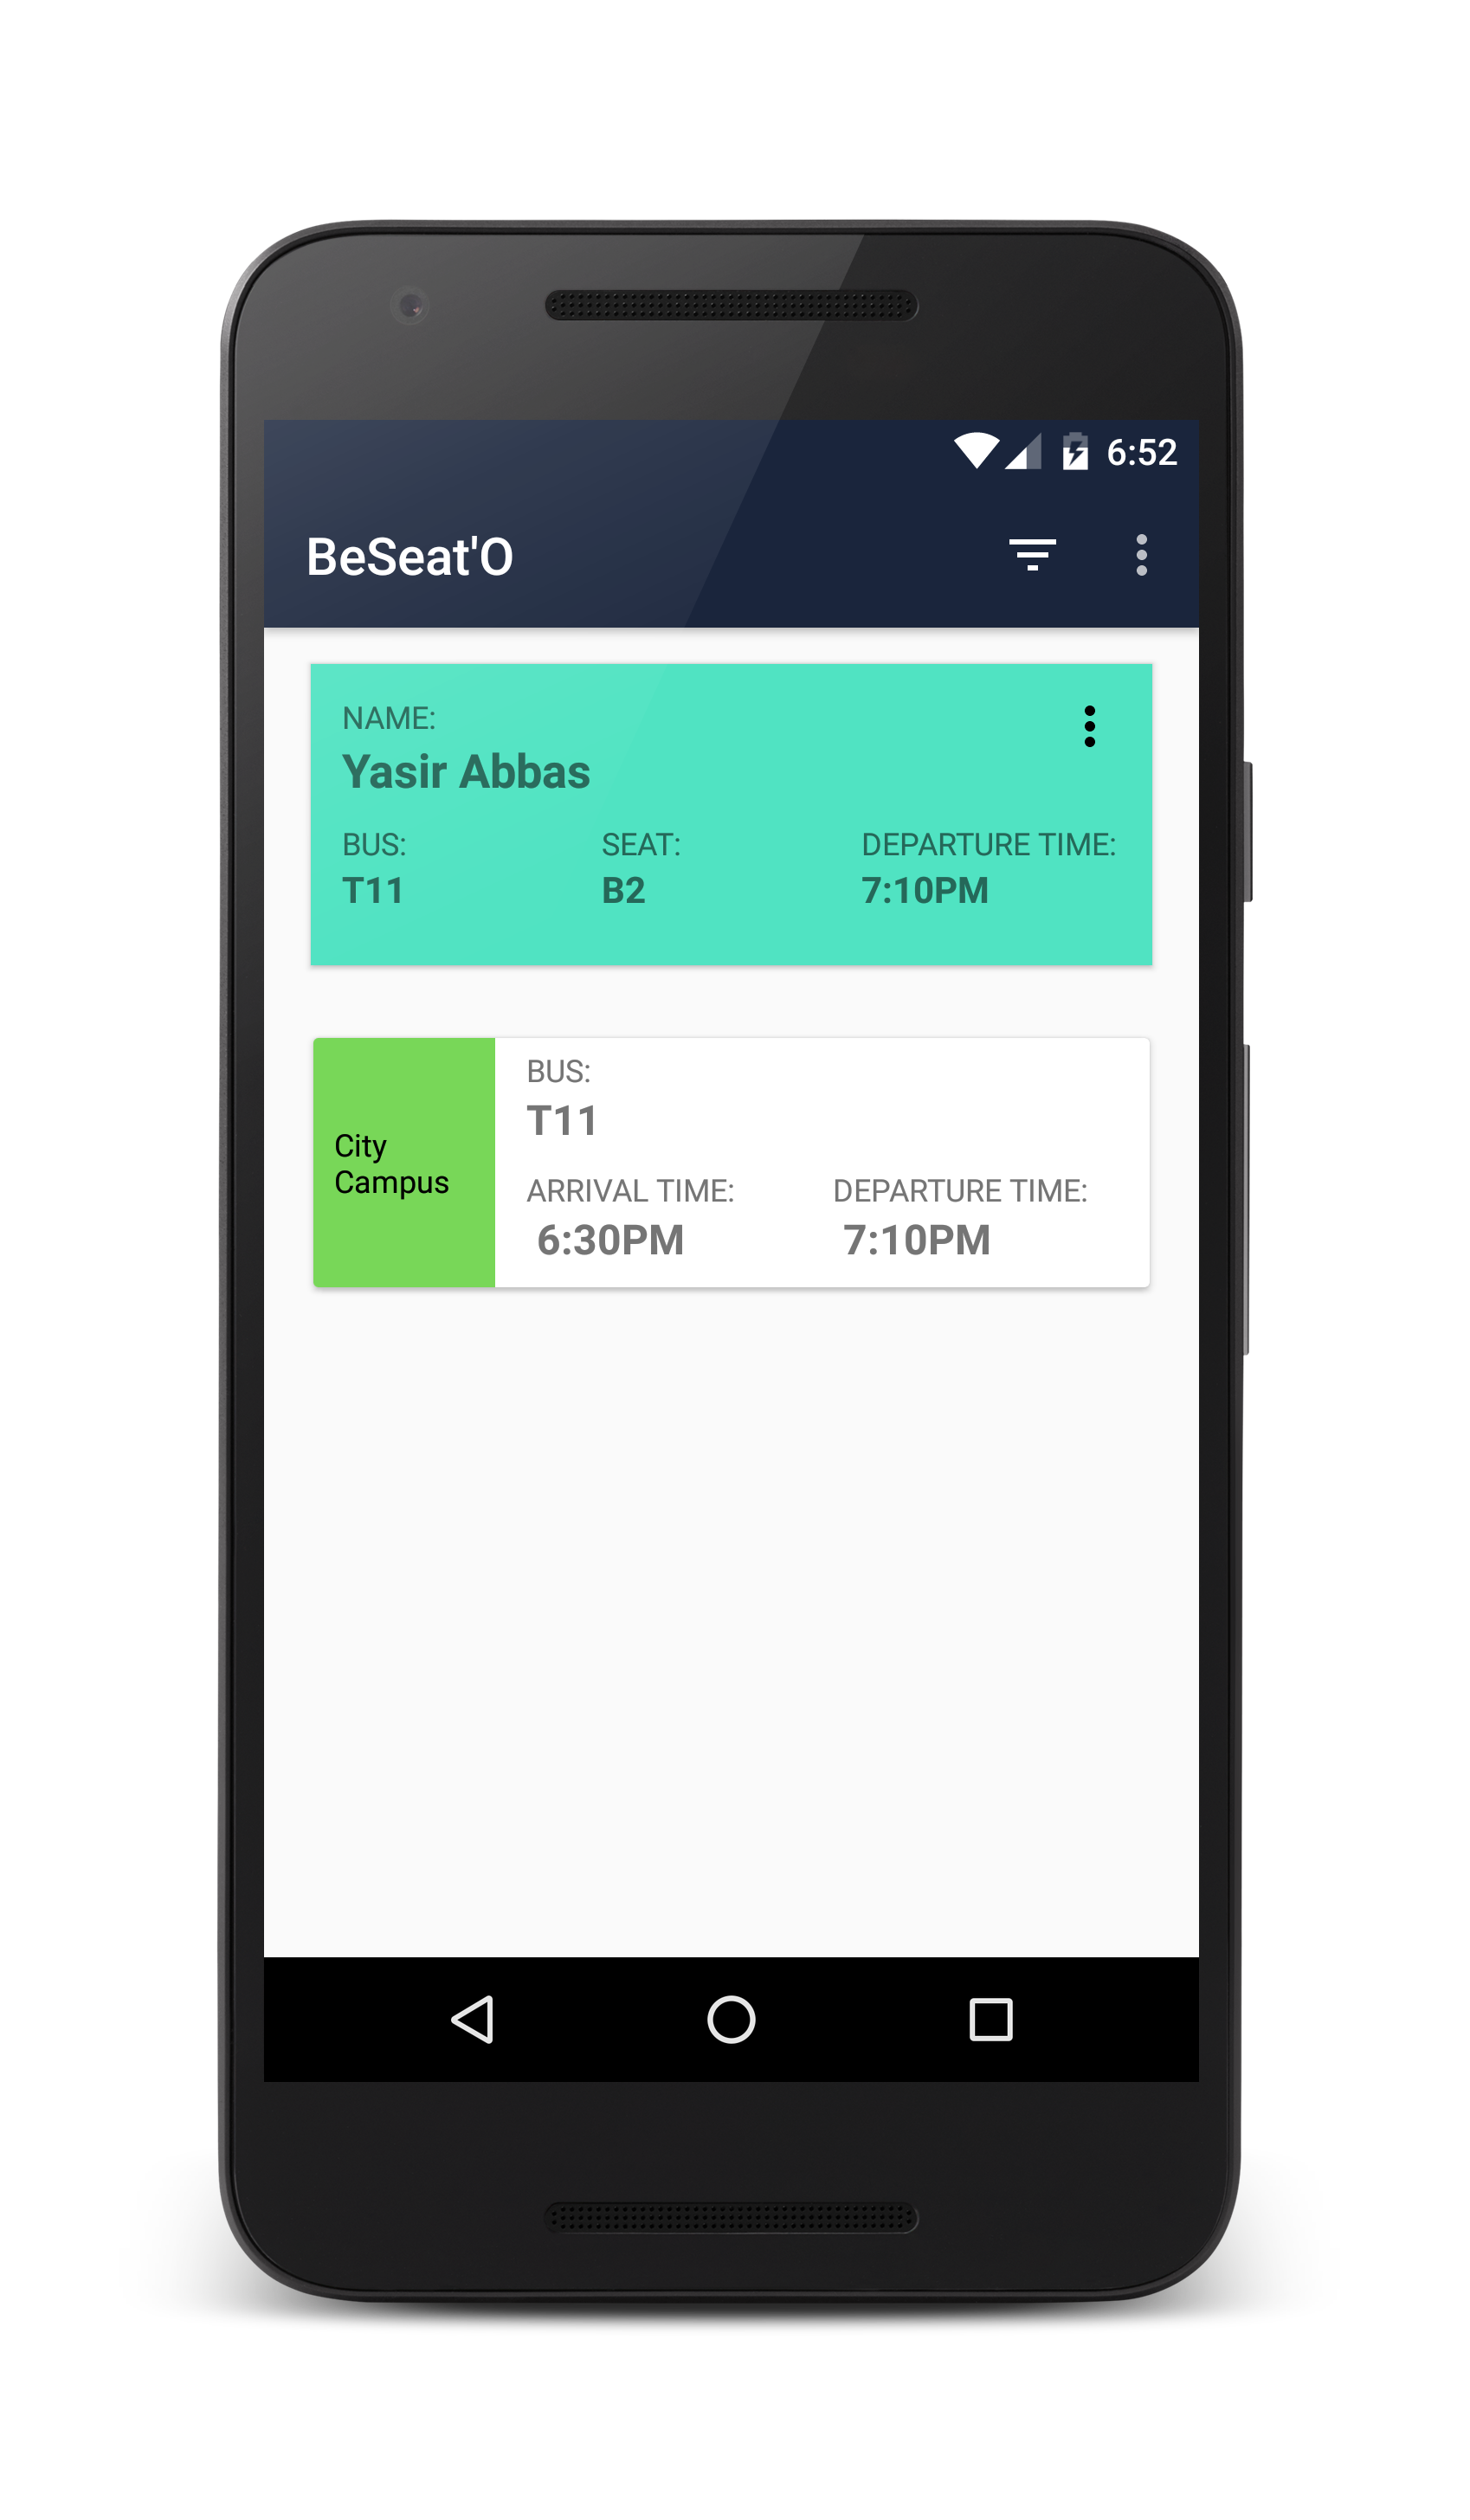 6:52
BeSeat'O
NAME:
Yasir Abbas
BUS: SEAT: DEPARTURE TIME:
T11 B2 7:10PM
BUS:
T11
City
Campus
ARRIVAL TIME: DEPARTURE TIME:
6:30PM 7:10PM